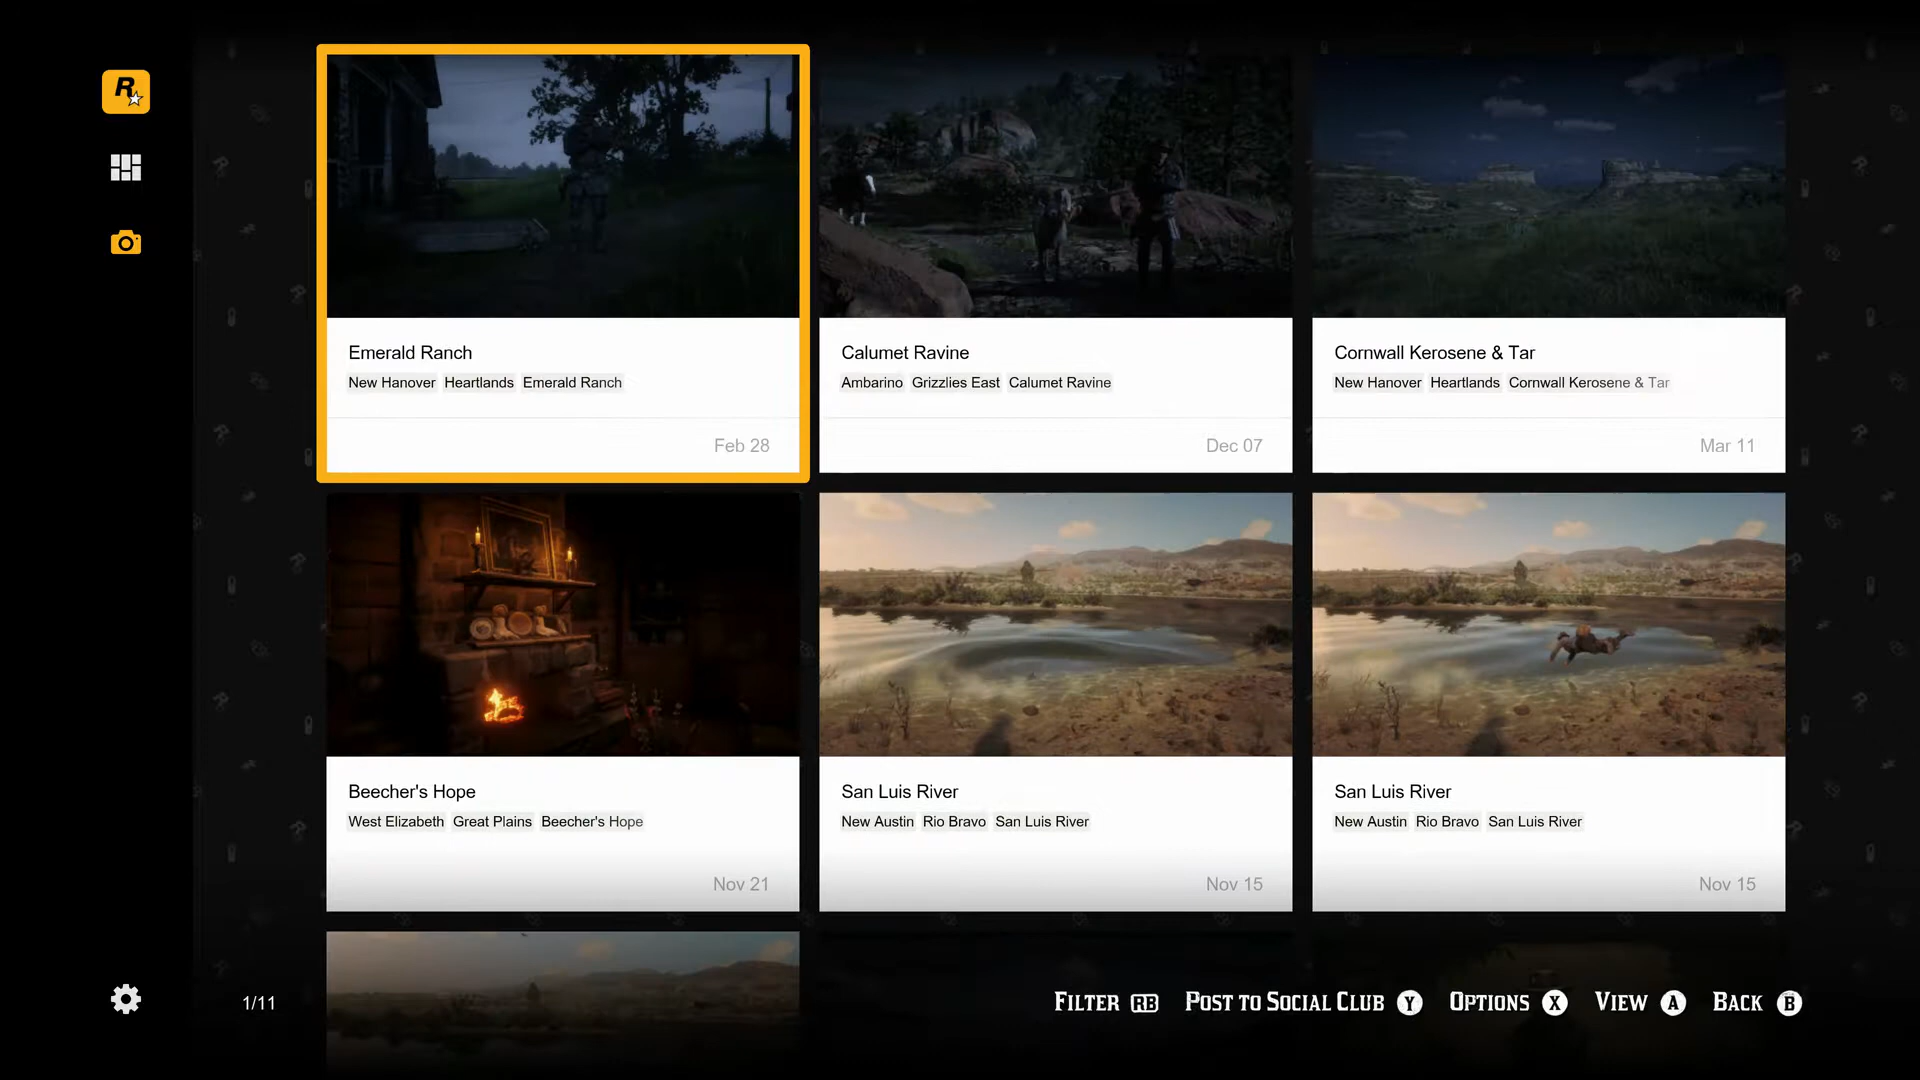 R
Emerald Ranch
New Hanover Heartlands Emerald Ranch
Feb 28
Calumet Ravine
Ambarino Grizzlies East Calumet Ravine
Dec 07
Cornwall Kerosene & Tar
New Hanover Heartlands Cornwall Kerosene & Tar
Mar 11
Beecher's Hope
West Elizabeth Great Plains Beecher's Hope
Nov 21
San Luis River
New Austin Rio Bravo San Luis River
Nov 15
San Luis River
New Austin Rio Bravo San Luis River
Nov 15
1/11
FILTER RB POST TO SOCIAL CLUB Y OPTIONS X VIEW A BACK B